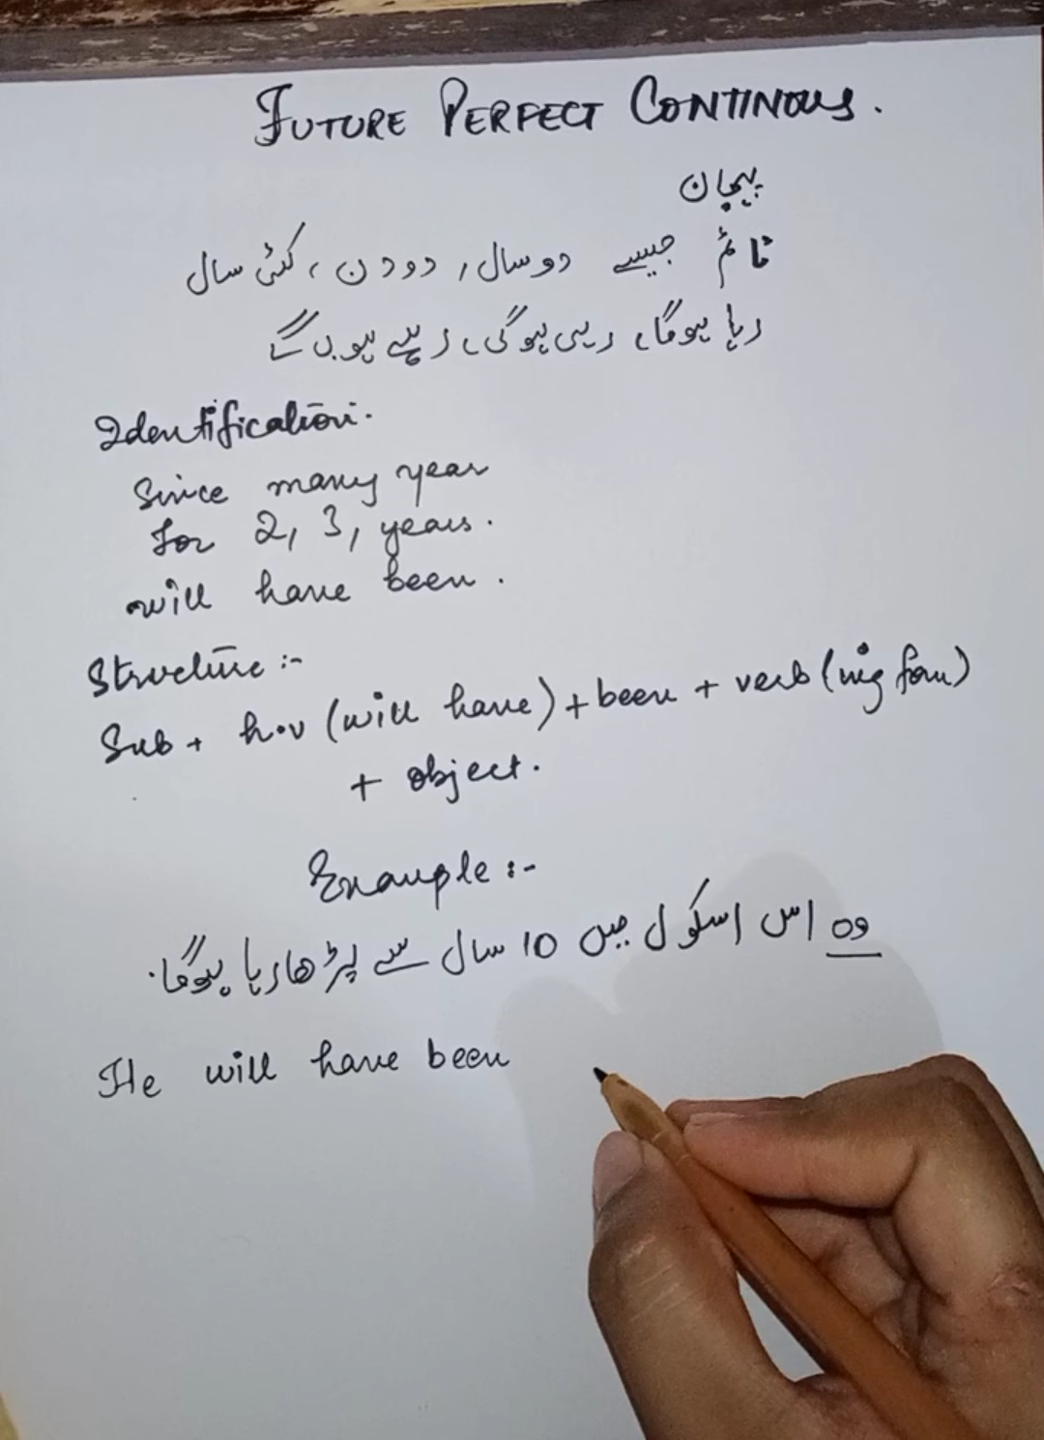 FUTURE PERFECT CONTINOUS.
پہچان
ٹائم جیسے دو سال، دو دن، کئی سال
رہا ہوگا، رہی ہوگی، رہے ہوں گے
Identification.
Since many year
For 2, 3, years.
will have been.
Structure :-
Sub + h.v (will have) + been + verb (ing form)
+ object.
Example :-
وہ اس اسکول میں 10 سال سے پڑھا رہا ہوگا.
He will have been